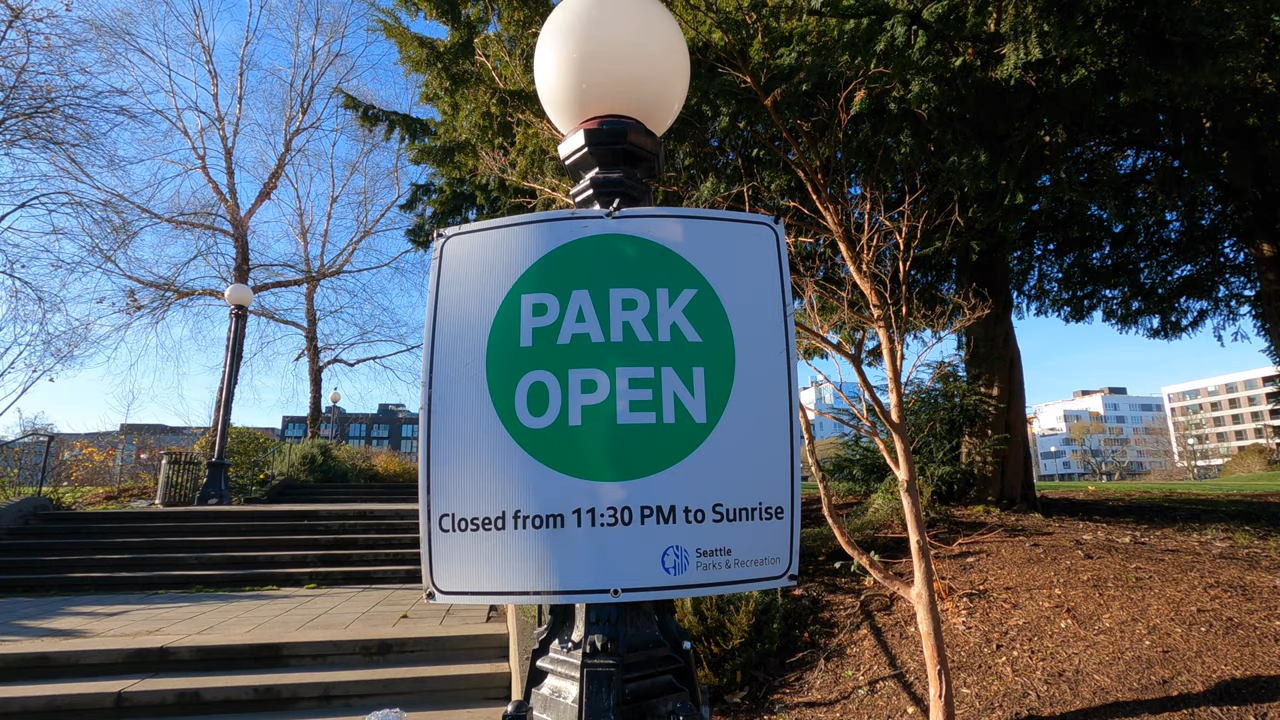 PARK
OPEN
Closed from 11:30 PM to Sunrise
Seattle
Parks & Recreation